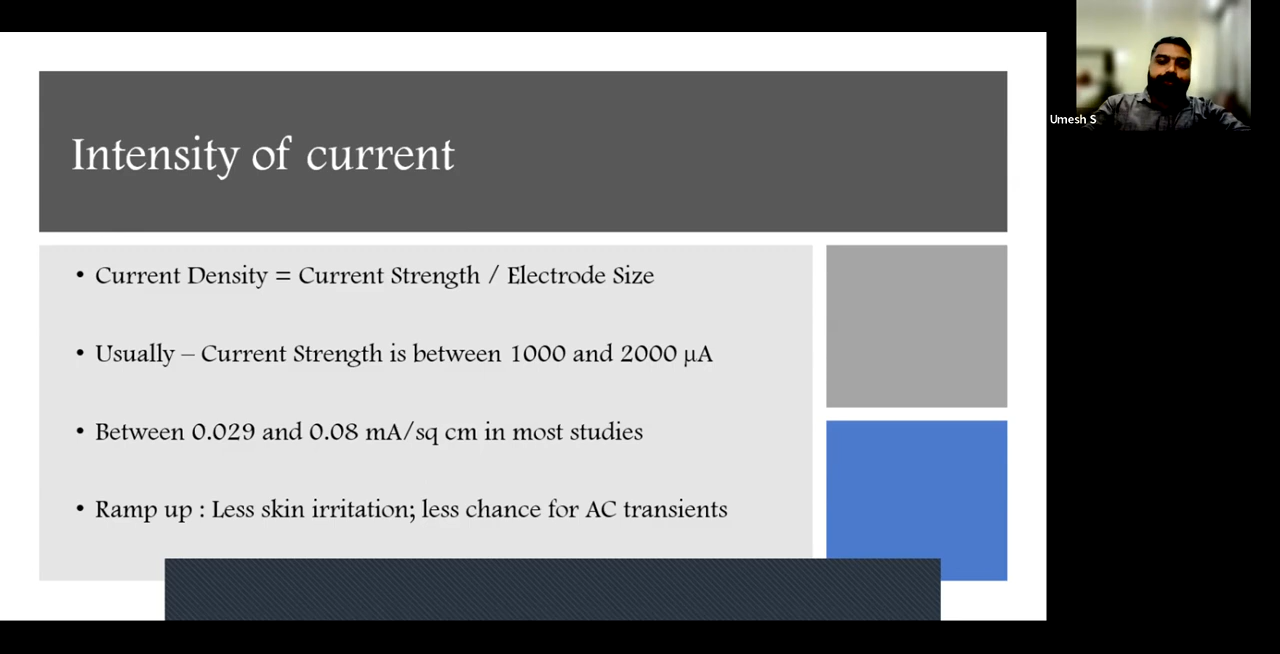 Intensity of current
• Current Density = Current Strength / Electrode Size
• Usually – Current Strength is between 1000 and 2000 µA
• Between 0.029 and 0.08 mA/sq cm in most studies
• Ramp up : Less skin irritation; less chance for AC transients
Umesh S